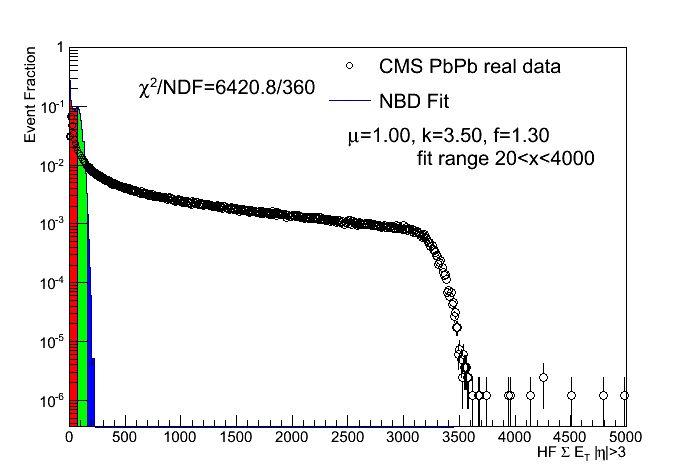 Event Fraction
1
10⁻¹
10⁻²
10⁻³
10⁻⁴
10⁻⁵
10⁻⁶
χ²/NDF=6420.8/360
CMS PbPb real data
NBD Fit
μ=1.00, k=3.50, f=1.30
fit range 20<x<4000
0 500 1000 1500 2000 2500 3000 3500 4000 4500 5000
HF Σ E_T |η|>3